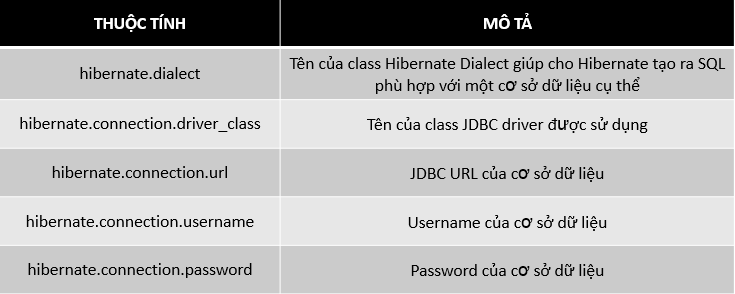 THUỘC TÍNH MÔ TẢ
hibernate.dialect Tên của class Hibernate Dialect giúp cho Hibernate tạo ra SQL
phù hợp với một cơ sở dữ liệu cụ thể
hibernate.connection.driver_class Tên của class JDBC driver được sử dụng
hibernate.connection.url JDBC URL của cơ sở dữ liệu
hibernate.connection.username Username của cơ sở dữ liệu
hibernate.connection.password Password của cơ sở dữ liệu